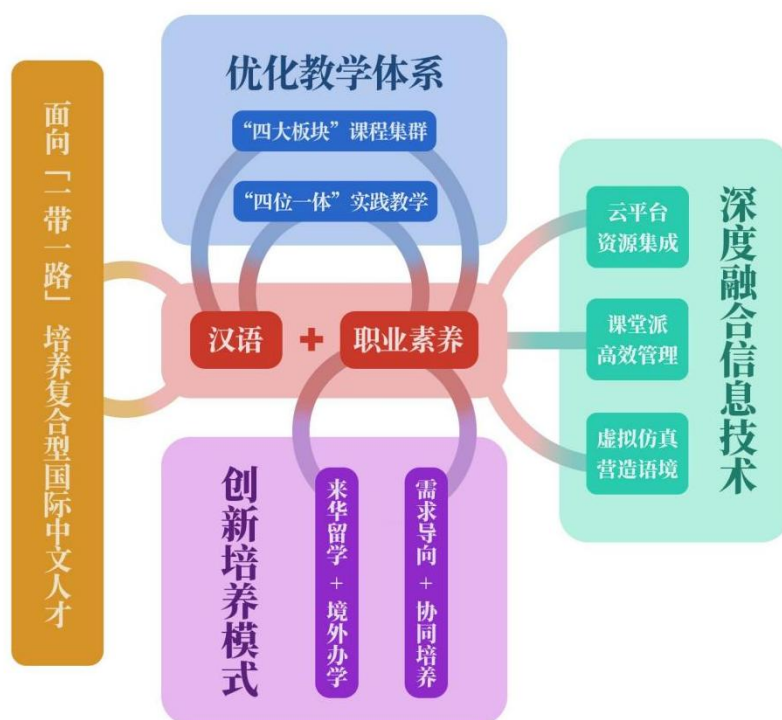 面向「一带一路」 培养复合型国际中文人才
优化教学体系
“四大板块”课程集群
“四位一体”实践教学
汉语 + 职业素养
创新培养模式
来华留学 + 境外办学
需求导向 + 协同培养
云平台
资源集成
课堂派
高效管理
虚拟仿真
营造语境
深度融合信息技术